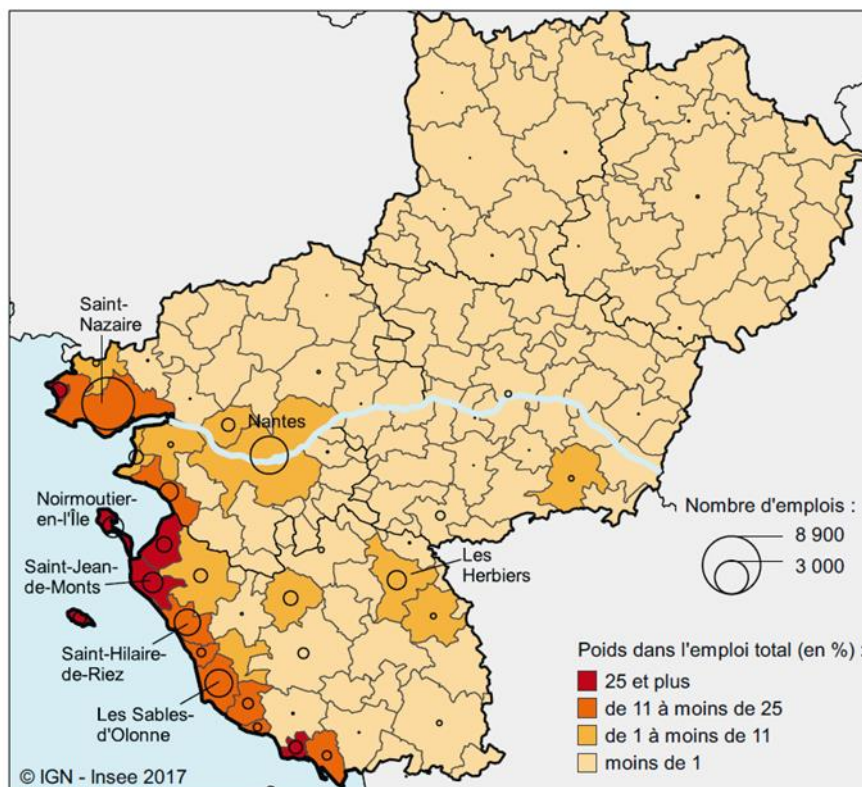 Saint-
Nazaire
Nantes
Noirmoutier-
en-l'Île
Saint-Jean-
de-Monts
Saint-Hilaire-
de-Riez
Les Sables-
d'Olonne
Les
Herbiers
Nombre d'emplois :
8 900
3 000
Poids dans l'emploi total (en %) :
25 et plus
de 11 à moins de 25
de 1 à moins de 11
moins de 1
© IGN - Insee 2017